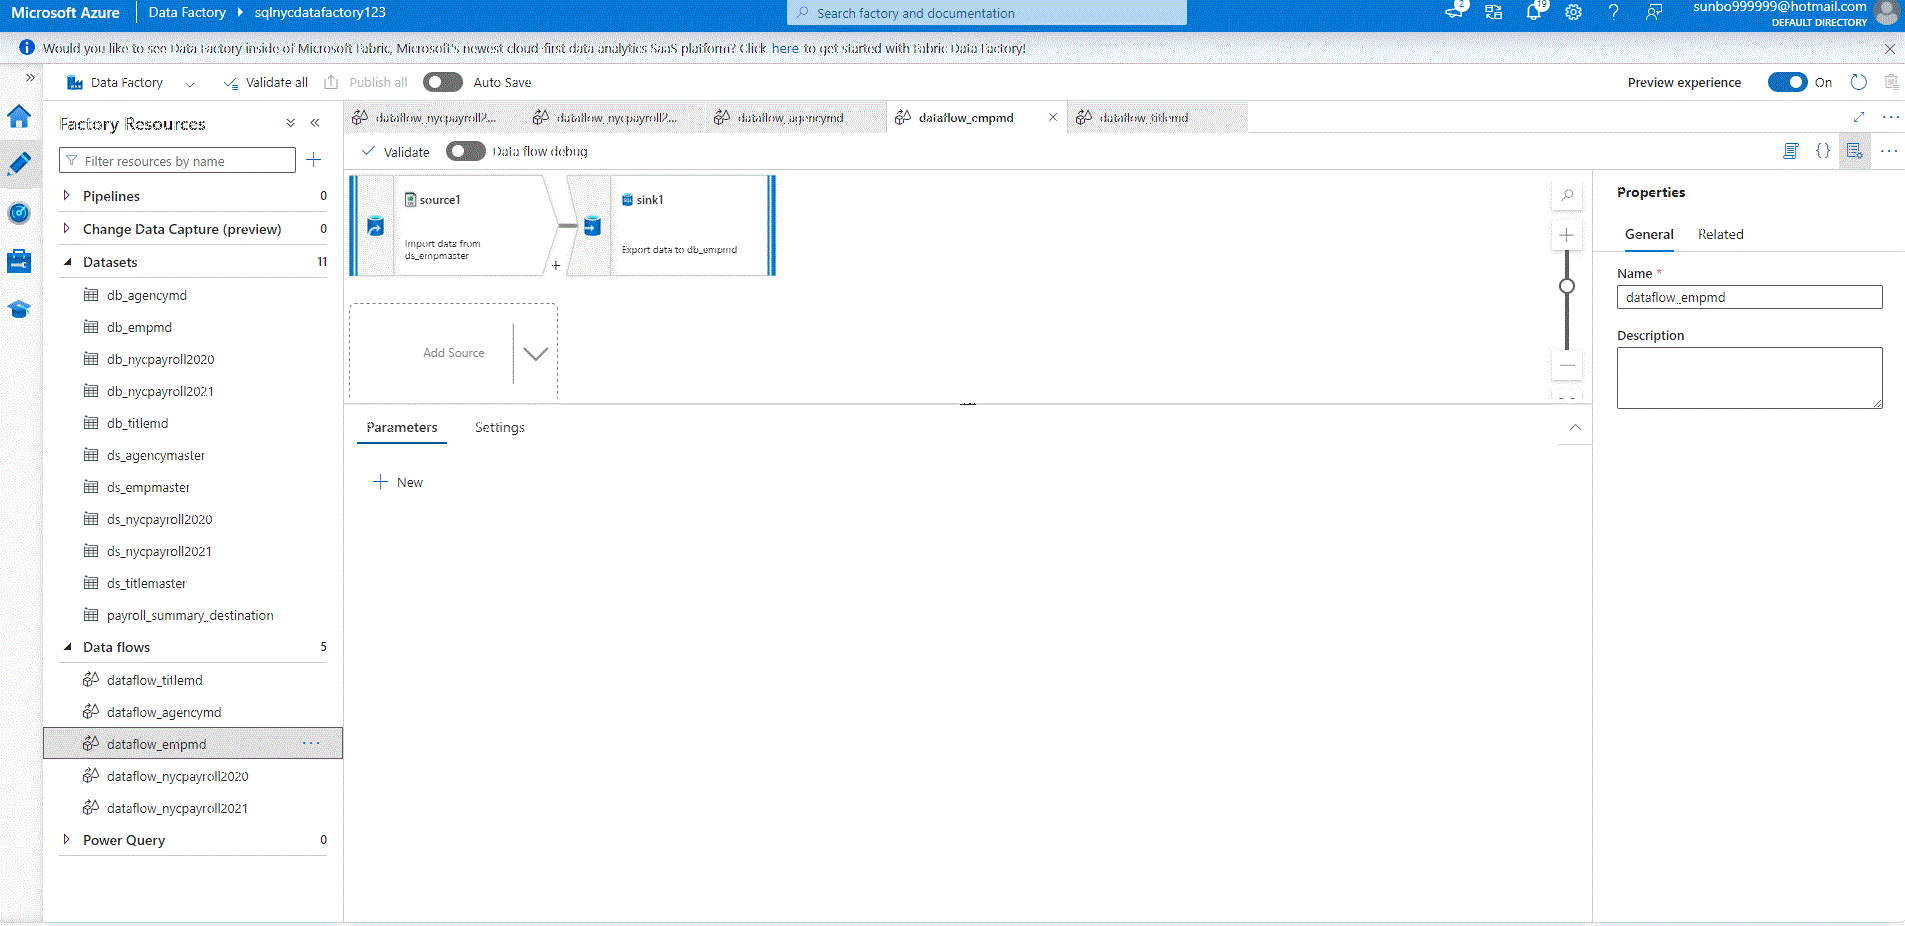 Microsoft Azure Data Factory sqlnycdatafactory123 Search factory and documentation 2 19 sunbo999999@hotmail.com
DEFAULT DIRECTORY
Would you like to see Data Factory inside of Microsoft Fabric, Microsoft's newest cloud-first data analytics SaaS platform? Click here to get started with Fabric Data Factory!
Data Factory Validate all Publish all Auto Save Preview experience On
Factory Resources
Filter resources by name
Pipelines 0
Change Data Capture (preview) 0
Datasets 11
db_agencymd
db_empmd
db_nycpayroll2020
db_nycpayroll2021
db_titlemd
ds_agencymaster
ds_empmaster
ds_nycpayroll2020
ds_nycpayroll2021
ds_titlemaster
payroll_summary_destination
Data flows 5
dataflow_titlemd
dataflow_agencymd
dataflow_empmd
dataflow_nycpayroll2020
dataflow_nycpayroll2021
Power Query 0
dataflow_nycpayroll2... dataflow_nycpayroll2... dataflow_agencymd dataflow_empmd dataflow_titlemd
Validate Data flow debug
source1
Import data from
ds_empmaster
sink1
Export data to db_empmd
Add Source
Parameters Settings
New
Properties
General Related
Name *
dataflow_empmd
Description